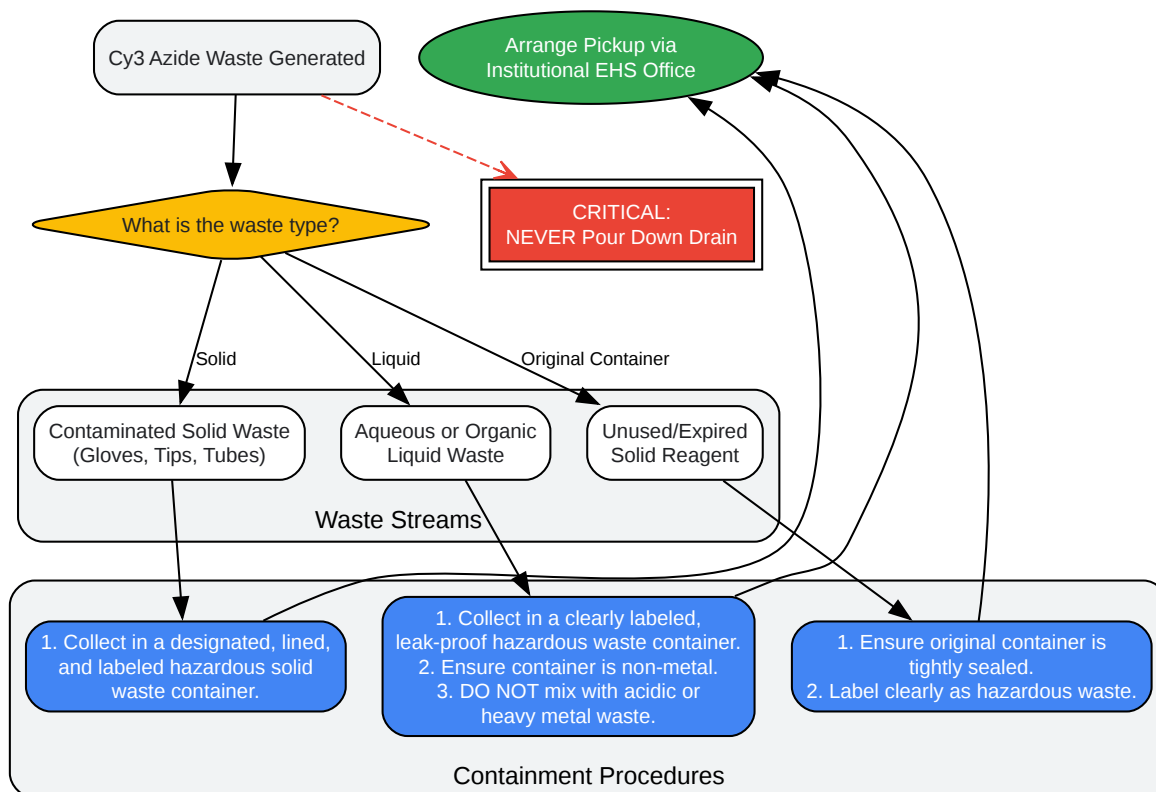 Cy3 Azide Waste Generated
Arrange Pickup via
Institutional EHS Office
What is the waste type?
CRITICAL:
NEVER Pour Down Drain
Solid
Liquid
Original Container
Contaminated Solid Waste
(Gloves, Tips, Tubes)
Aqueous or Organic
Liquid Waste
Unused/Expired
Solid Reagent
Waste Streams
1. Collect in a designated, lined,
and labeled hazardous solid
waste container.
1. Collect in a clearly labeled,
leak-proof hazardous waste container.
2. Ensure container is non-metal.
3. DO NOT mix with acidic or
heavy metal waste.
1. Ensure original container is
tightly sealed.
2. Label clearly as hazardous waste.
Containment Procedures